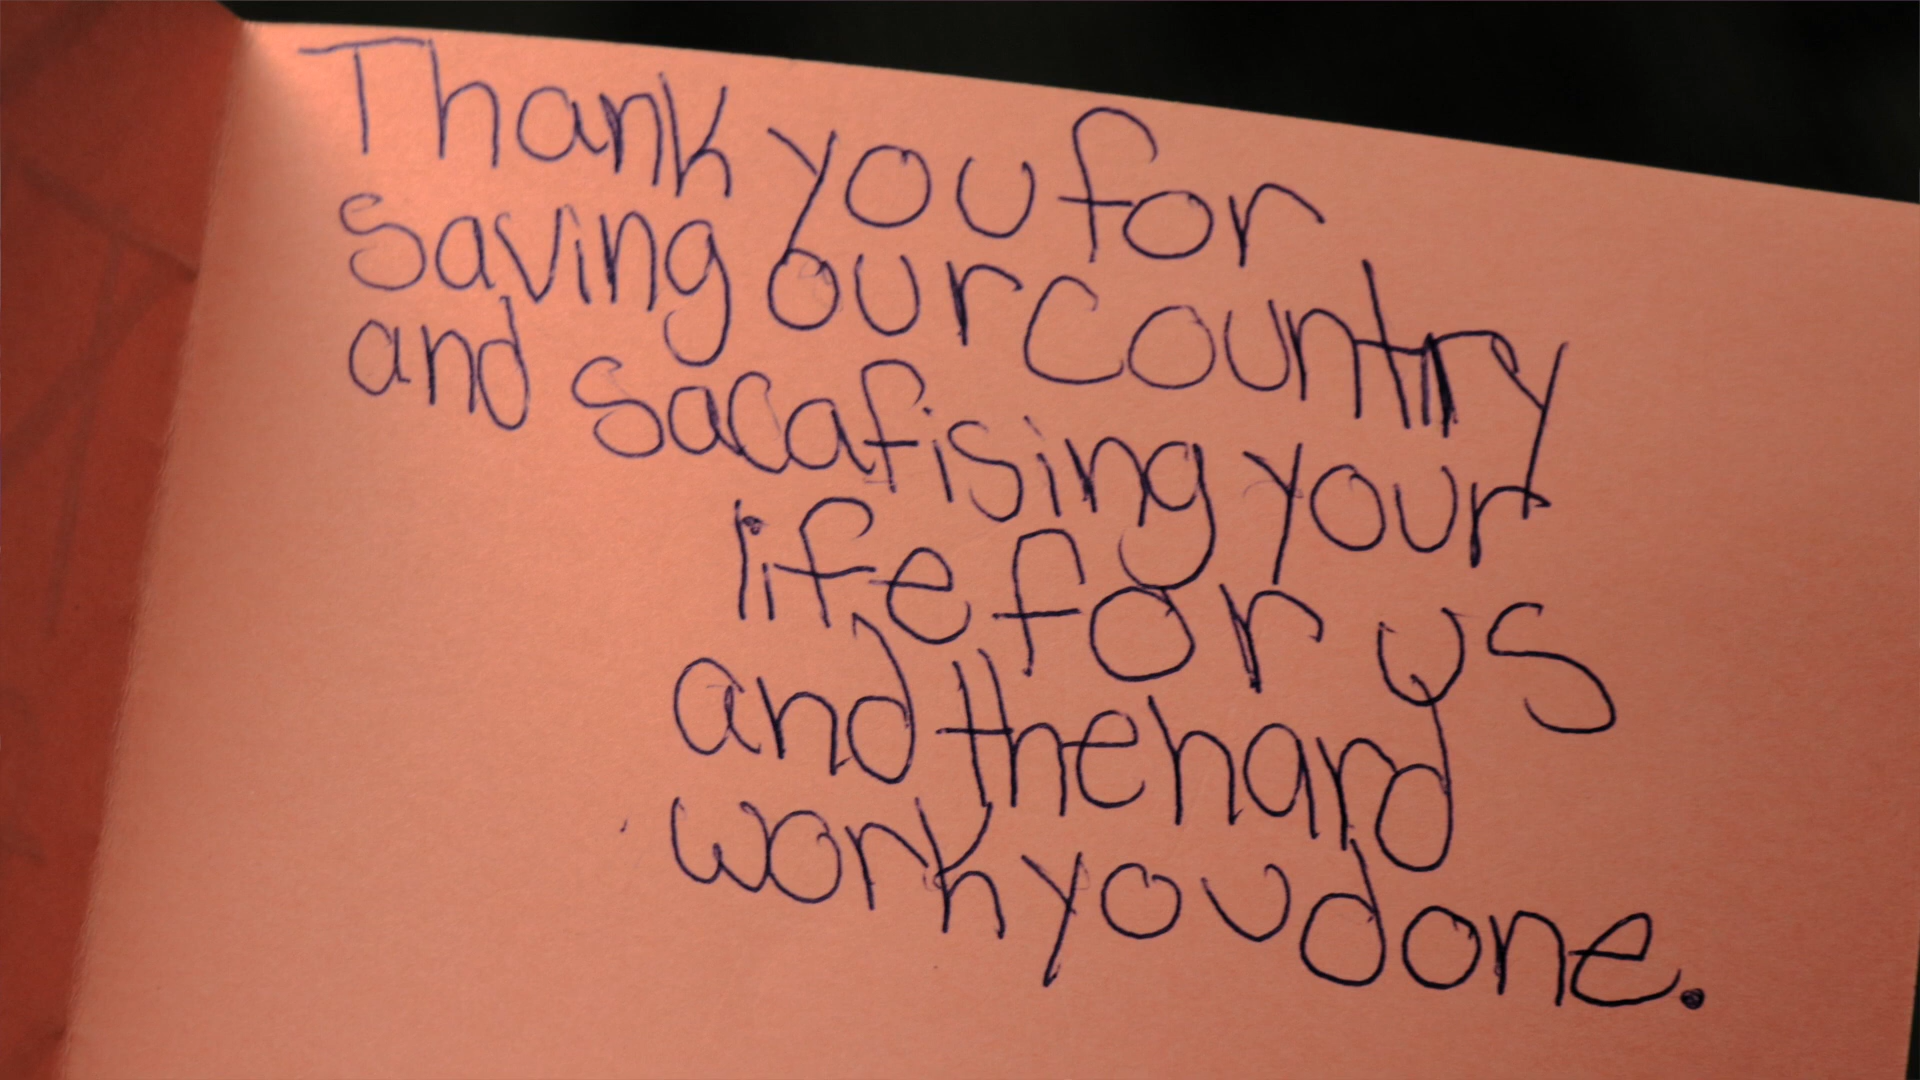 Thank you for
saving our country
and sacafising your
life for us
and the hard
work you done.